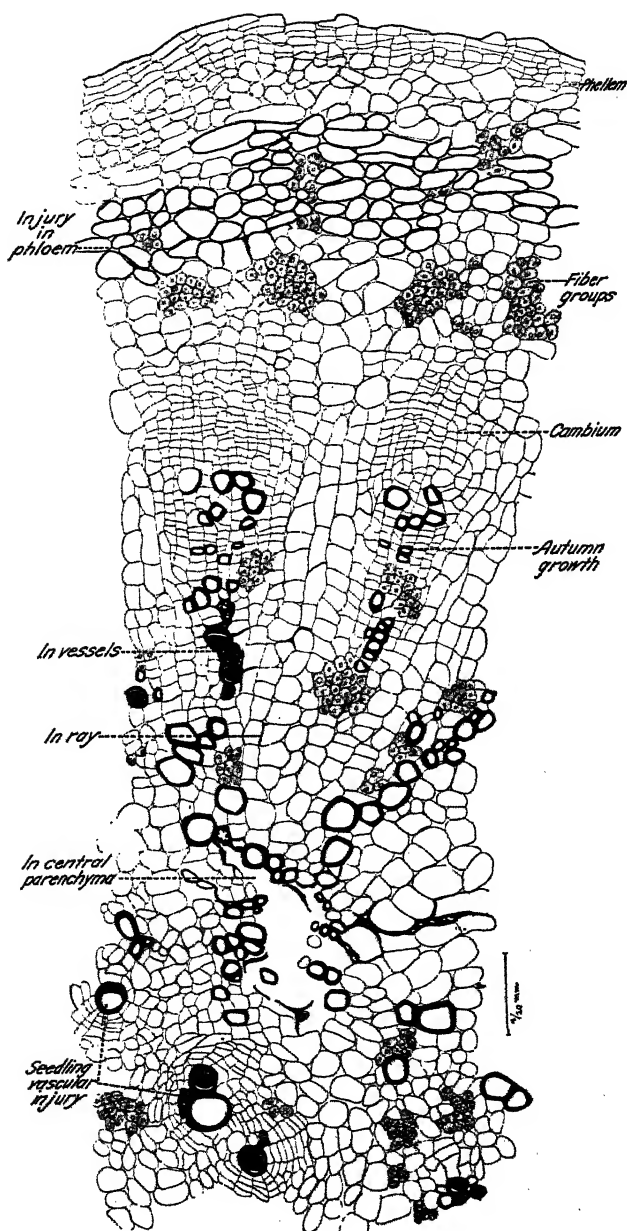 Phellem
Injury
in
phloem
Fiber
groups
Cambium
Autumn
growth
In vessels
In ray
In central
parenchyma
Seedling
vascular
injury